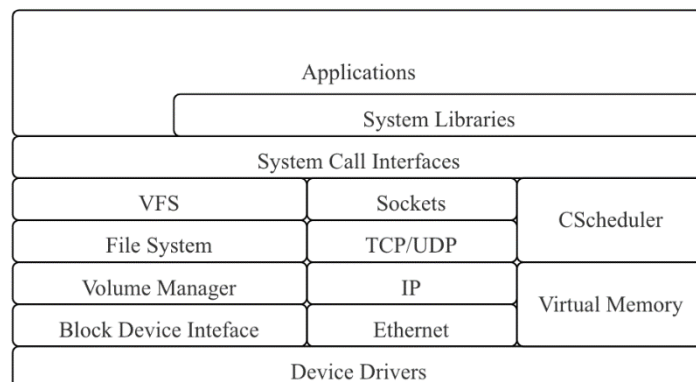 Applications
System Libraries
System Call Interfaces
VFS
Sockets
CScheduler
File System
TCP/UDP
Volume Manager
IP
Virtual Memory
Block Device Inteface
Ethernet
Device Drivers